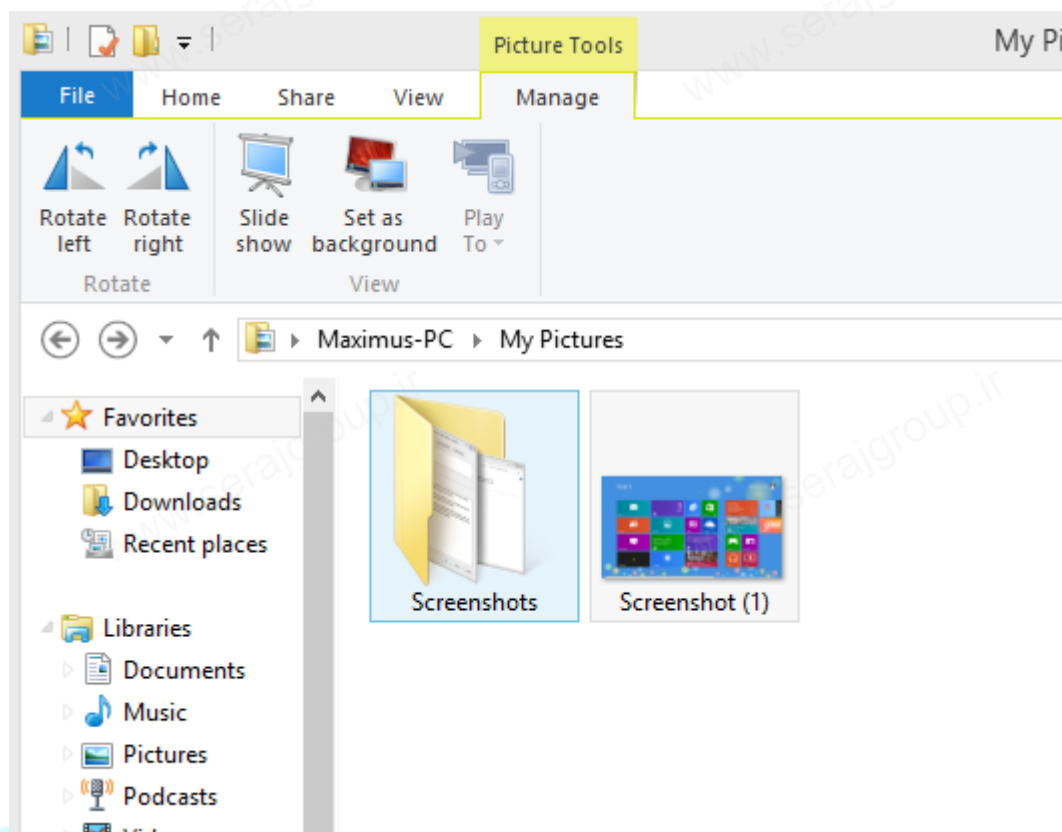 Picture Tools
My Pi
File Home Share View Manage
Rotate left
Rotate right
Slide show
Set as background
Play To
Rotate
View
Maximus-PC My Pictures
Favorites
Desktop
Downloads
Recent places
Libraries
Documents
Music
Pictures
Podcasts
Screenshots
Screenshot (1)
www.serajgroup.ir